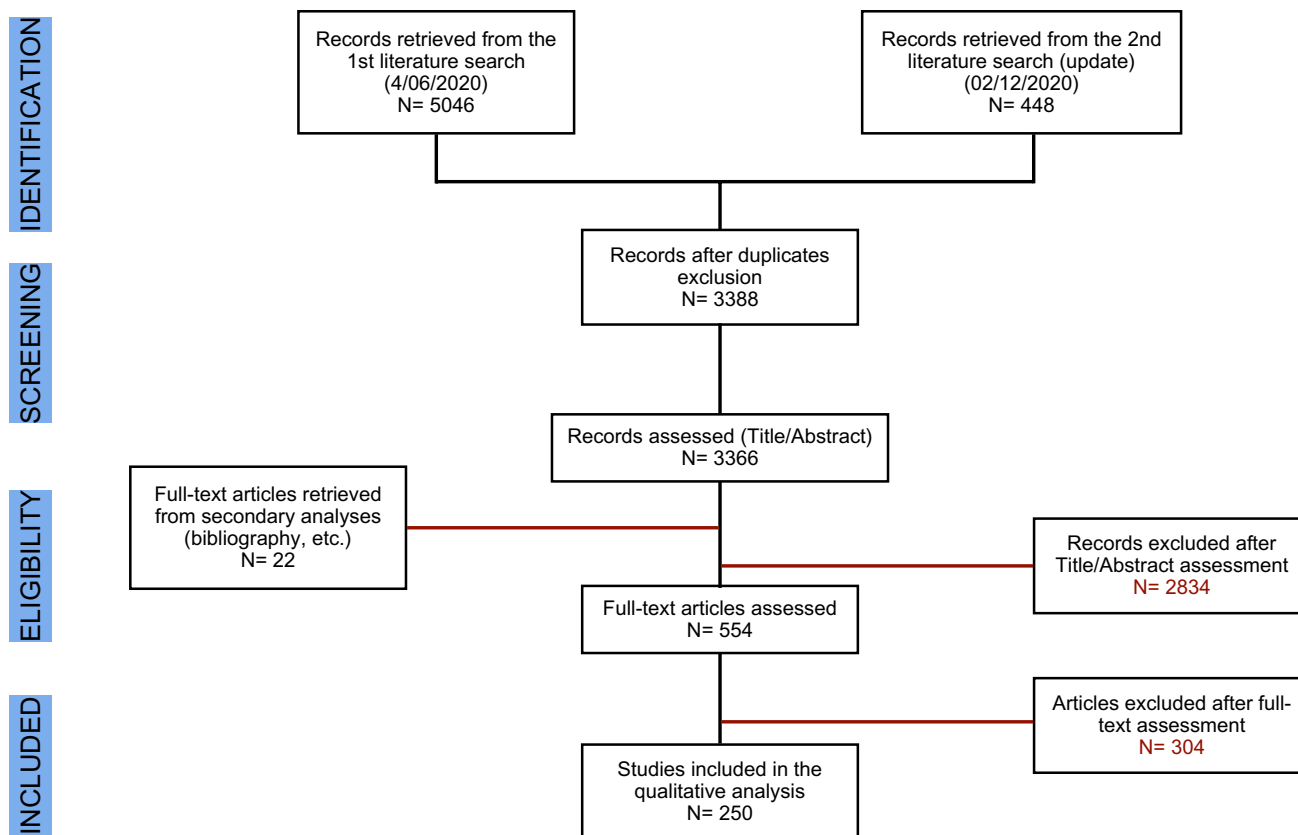 IDENTIFICATION
Records retrieved from the
1st literature search
(4/06/2020)
N= 5046
Records retrieved from the 2nd
literature search (update)
(02/12/2020)
N= 448
SCREENING
Records after duplicates
exclusion
N= 3388
Records assessed (Title/Abstract)
N= 3366
ELIGIBILITY
Full-text articles retrieved
from secondary analyses
(bibliography, etc.)
N= 22
Records excluded after
Title/Abstract assessment
N= 2834
Full-text articles assessed
N= 554
INCLUDED
Articles excluded after full-
text assessment
N= 304
Studies included in the
qualitative analysis
N= 250